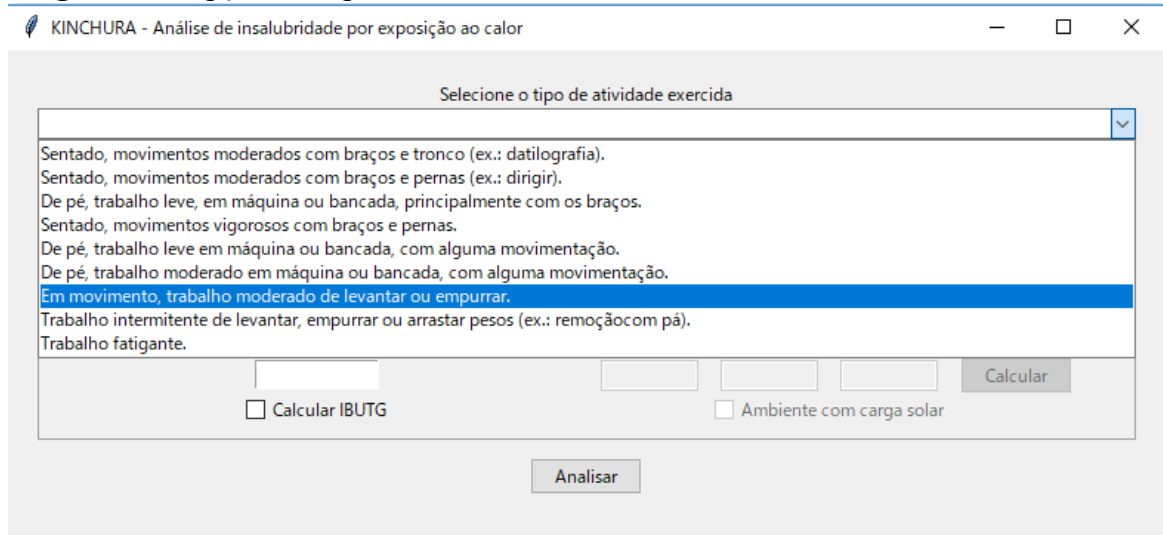 KINCHURA - Análise de insalubridade por exposição ao calor
Selecione o tipo de atividade exercida
Sentado, movimentos moderados com braços e tronco (ex.: datilografia).
Sentado, movimentos moderados com braços e pernas (ex.: dirigir).
De pé, trabalho leve, em máquina ou bancada, principalmente com os braços.
Sentado, movimentos vigorosos com braços e pernas.
De pé, trabalho leve em máquina ou bancada, com alguma movimentação.
De pé, trabalho moderado em máquina ou bancada, com alguma movimentação.
Em movimento, trabalho moderado de levantar ou empurrar.
Trabalho intermitente de levantar, empurrar ou arrastar pesos (ex.: remoçãocom pá).
Trabalho fatigante.
Calcular
Calcular IBUTG
Ambiente com carga solar
Analisar